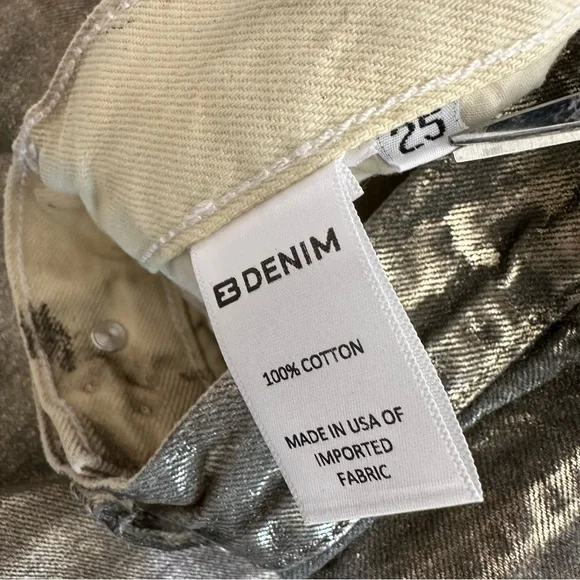 25
DENIM
100% COTTON
MADE IN USA OF
IMPORTED
FABRIC